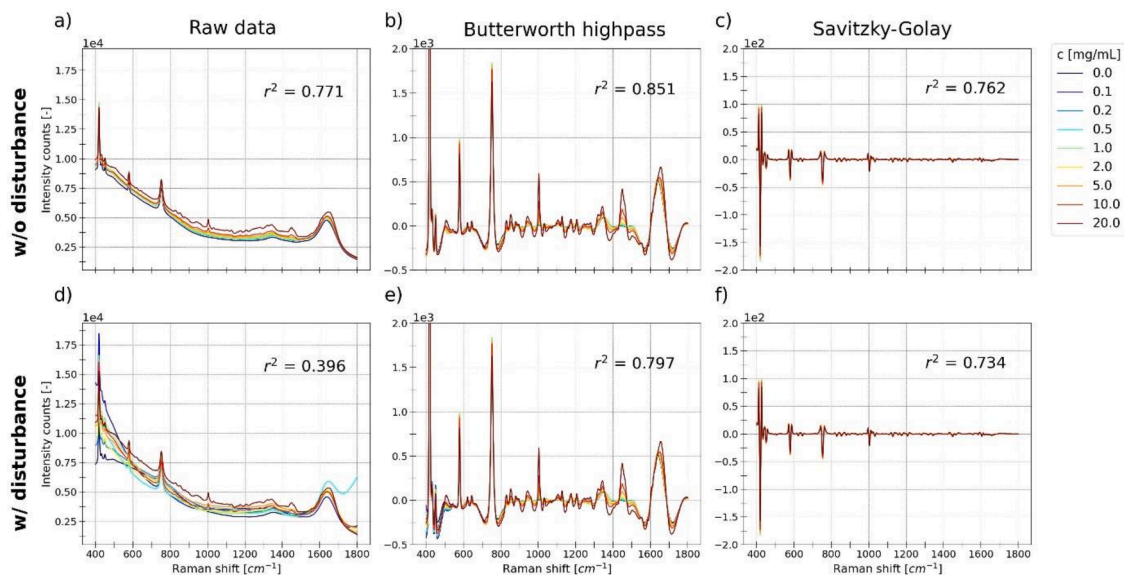 a) Raw data
b) Butterworth highpass
c) Savitzky-Golay
w/o disturbance
1e4
Intensity counts [-]
1.75
1.50
1.25
1.00
0.75
0.50
0.25
r² = 0.771
1e3
2.0
1.5
1.0
0.5
0.0
−0.5
r² = 0.851
1e2
2.0
1.5
1.0
0.5
0.0
−0.5
−1.0
−1.5
−2.0
r² = 0.762
c [mg/mL]
0.0
0.1
0.2
0.5
1.0
2.0
5.0
10.0
20.0
d)
e)
f)
w/ disturbance
1e4
Intensity counts [-]
1.75
1.50
1.25
1.00
0.75
0.50
0.25
r² = 0.396
400 600 800 1000 1200 1400 1600 1800
Raman shift [cm⁻¹]
1e3
2.0
1.5
1.0
0.5
0.0
−0.5
r² = 0.797
400 600 800 1000 1200 1400 1600 1800
Raman shift [cm⁻¹]
1e2
2.0
1.5
1.0
0.5
0.0
−0.5
−1.0
−1.5
−2.0
r² = 0.734
400 600 800 1000 1200 1400 1600 1800
Raman shift [cm⁻¹]